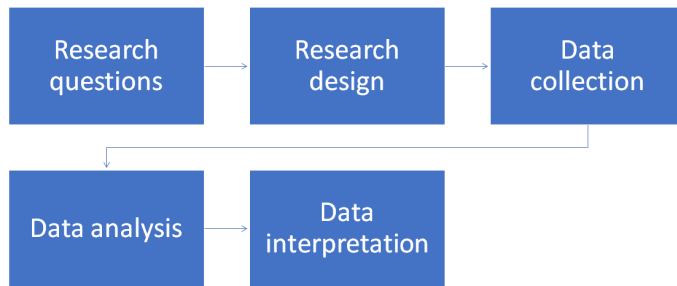 Research
questions
Research
design
Data
collection
Data analysis
Data
interpretation